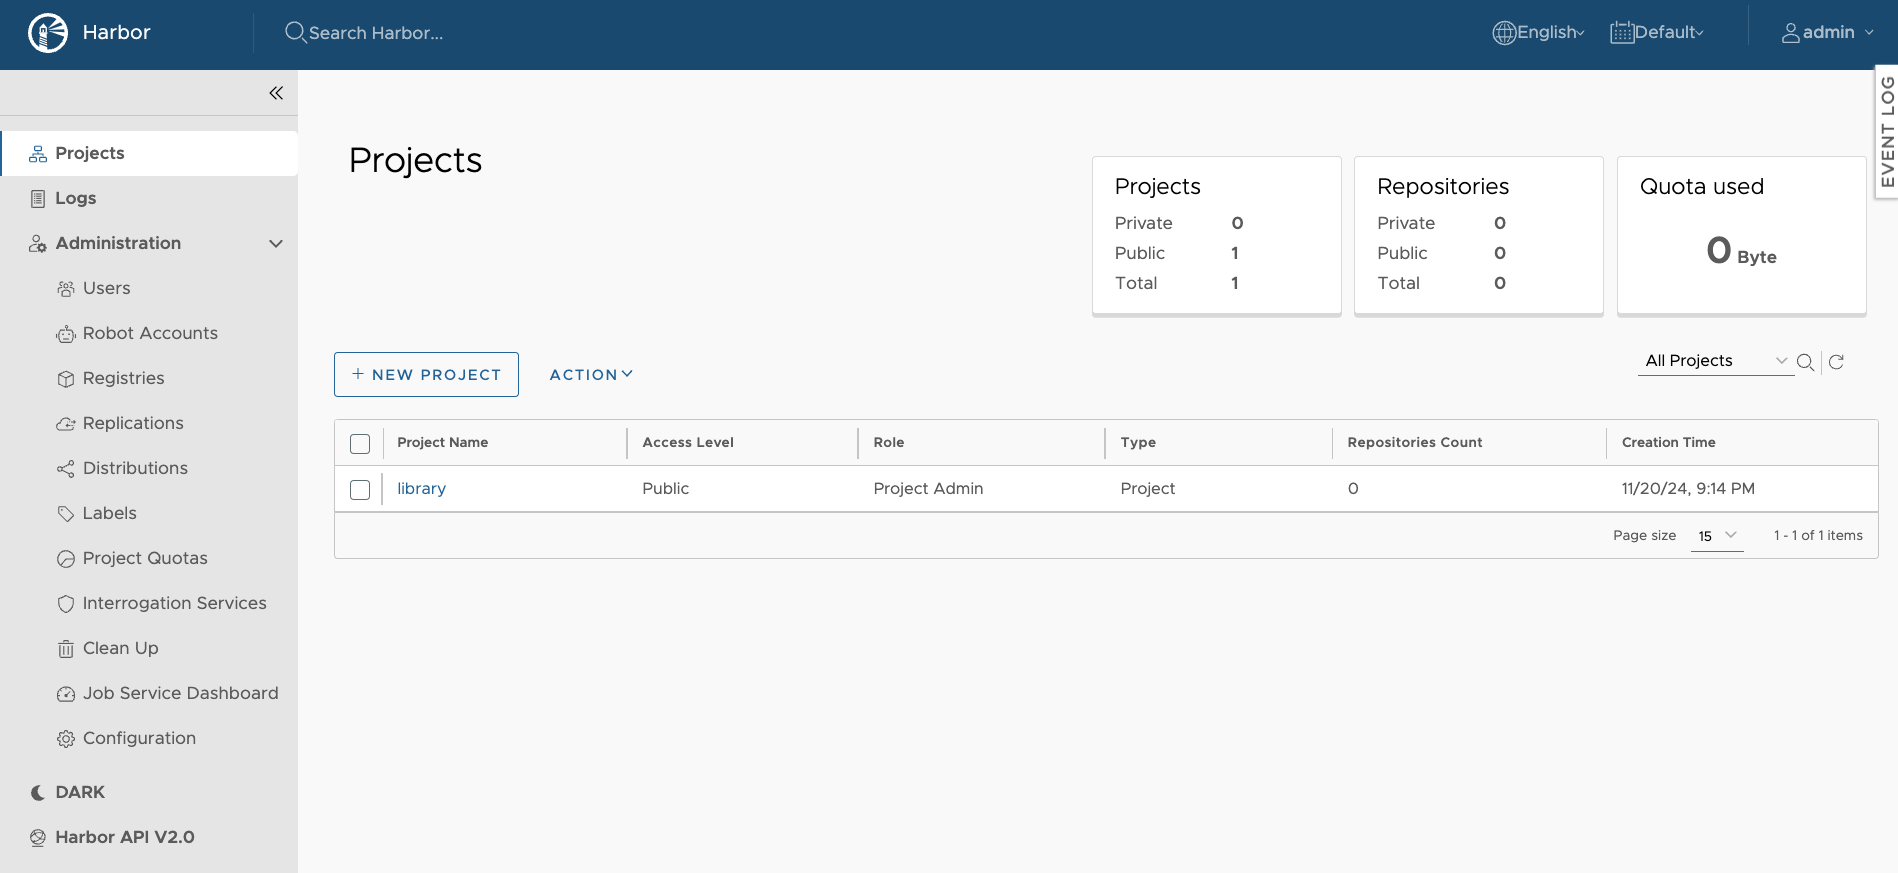 Harbor
Search Harbor...
English
Default
admin
EVENT LOG
Projects
Logs
Administration
Users
Robot Accounts
Registries
Replications
Distributions
Labels
Project Quotas
Interrogation Services
Clean Up
Job Service Dashboard
Configuration
DARK
Harbor API V2.0
Projects
Projects
Private 0
Public 1
Total 1
Repositories
Private 0
Public 0
Total 0
Quota used
0 Byte
+ NEW PROJECT
ACTION
All Projects
Project Name Access Level Role Type Repositories Count Creation Time
library Public Project Admin Project 0 11/20/24, 9:14 PM
Page size 15 1 - 1 of 1 items